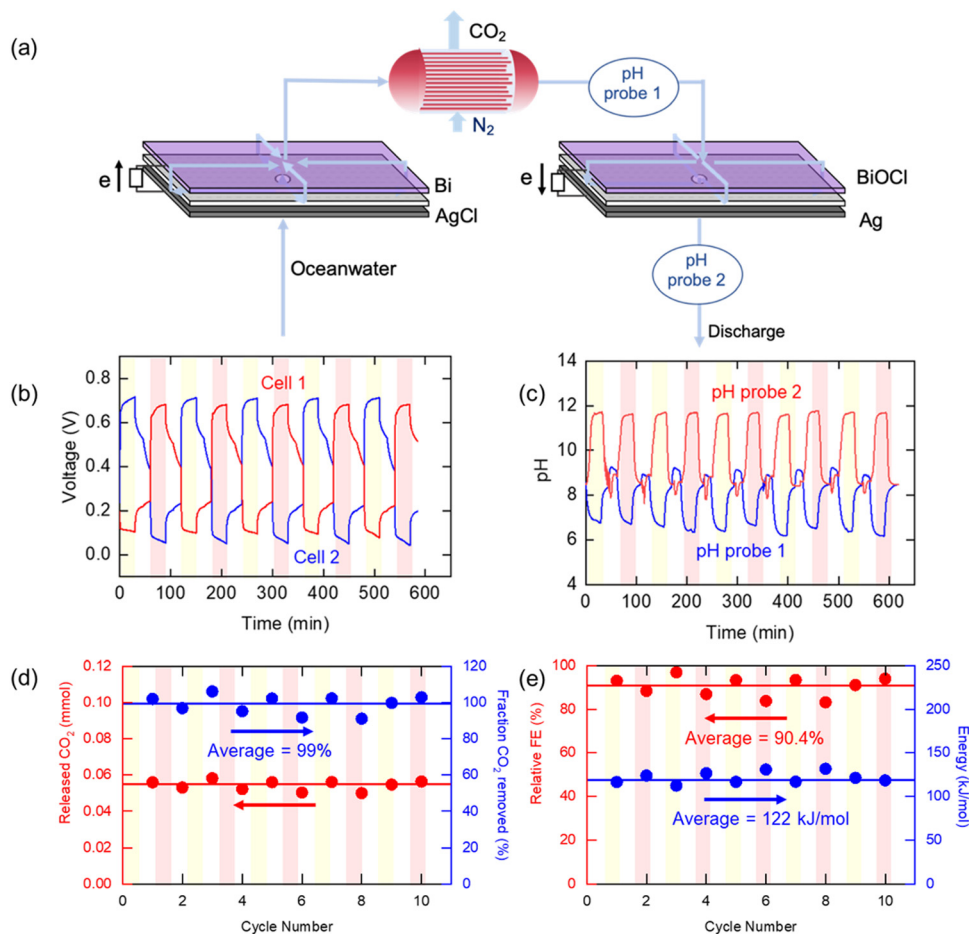 (a)
CO2
pH
probe 1
N2
e
Bi
AgCl
e
BiOCl
Ag
Oceanwater
pH
probe 2
Discharge
(b)
Voltage (V)
0.8
0.6
0.4
0.2
0.0
Cell 1
Cell 2
0 100 200 300 400 500 600
Time (min)
(c)
pH
14
12
10
8
6
4
pH probe 2
pH probe 1
0 100 200 300 400 500 600
Time (min)
(d)
Released CO2 (mmol)
0.12
0.10
0.08
0.06
0.04
0.02
0.00
Average = 99%
120
100
80
60
40
20
0
Fraction CO2 removed
(%)
0 2 4 6 8 10
Cycle Number
(e)
Relative FE (%)
100
80
60
40
20
0
Average = 90.4%
Average = 122 kJ/mol
250
200
150
100
50
0
Energy (kJ/mol)
0 2 4 6 8 10
Cycle Number